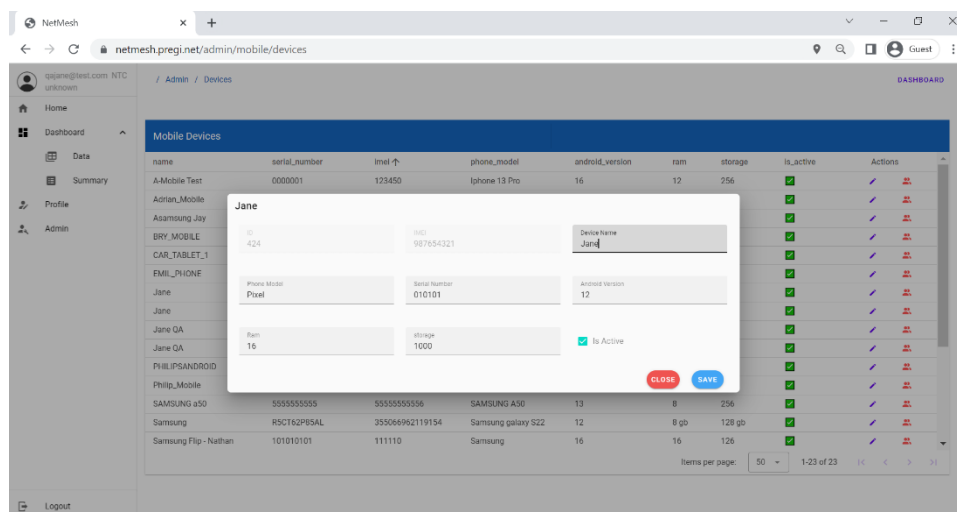 NetMesh
netmesh.pregi.net/admin/mobile/devices
Guest
qajane@test.com NTC
unknown
/ Admin / Devices
DASHBOARD
Home
Dashboard
Data
Summary
Profile
Admin
Logout
Mobile Devices
name serial_number imei phone_model android_version ram storage is_active Actions
A-Mobile Test 0000001 123450 Iphone 13 Pro 16 12 256
Adrian_Mobile
Asamsung Jay
BRY_MOBILE
CAR_TABLET_1
EMIL_PHONE
Jane
Jane
Jane QA
Jane QA
PHILIPSANDROID
Philip_Mobile
SAMSUNG a50 5555555555 55555555556 SAMSUNG A50 13 8 256
Samsung R5CT62P85AL 355066962119154 Samsung galaxy S22 12 8 gb 128 gb
Samsung Flip - Nathan 101010101 111110 Samsung 16 16 126
Items per page: 50 1-23 of 23
Jane
ID
424
987654321
Device Name
Jane
Phone Model
Pixel
Serial Number
010101
Android Version
12
Ram
16
storage
1000
Is Active
CLOSE
SAVE